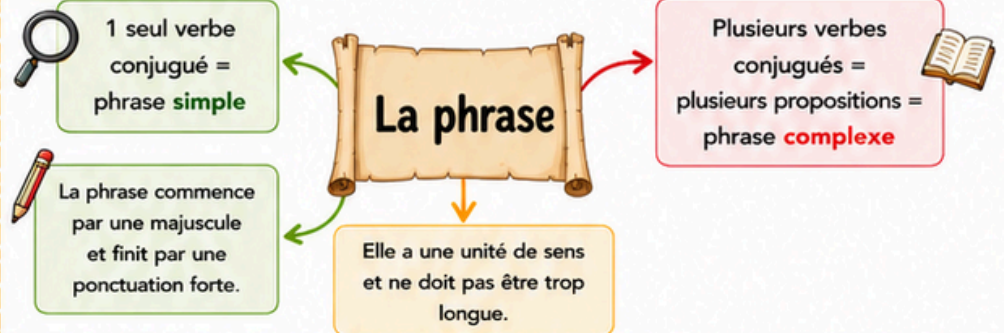 1 seul verbe
conjugué =
phrase simple
La phrase
Plusieurs verbes
conjugués =
plusieurs propositions =
phrase complexe
La phrase commence
par une majuscule
et finit par une
ponctuation forte.
Elle a une unité de sens
et ne doit pas être trop
longue.